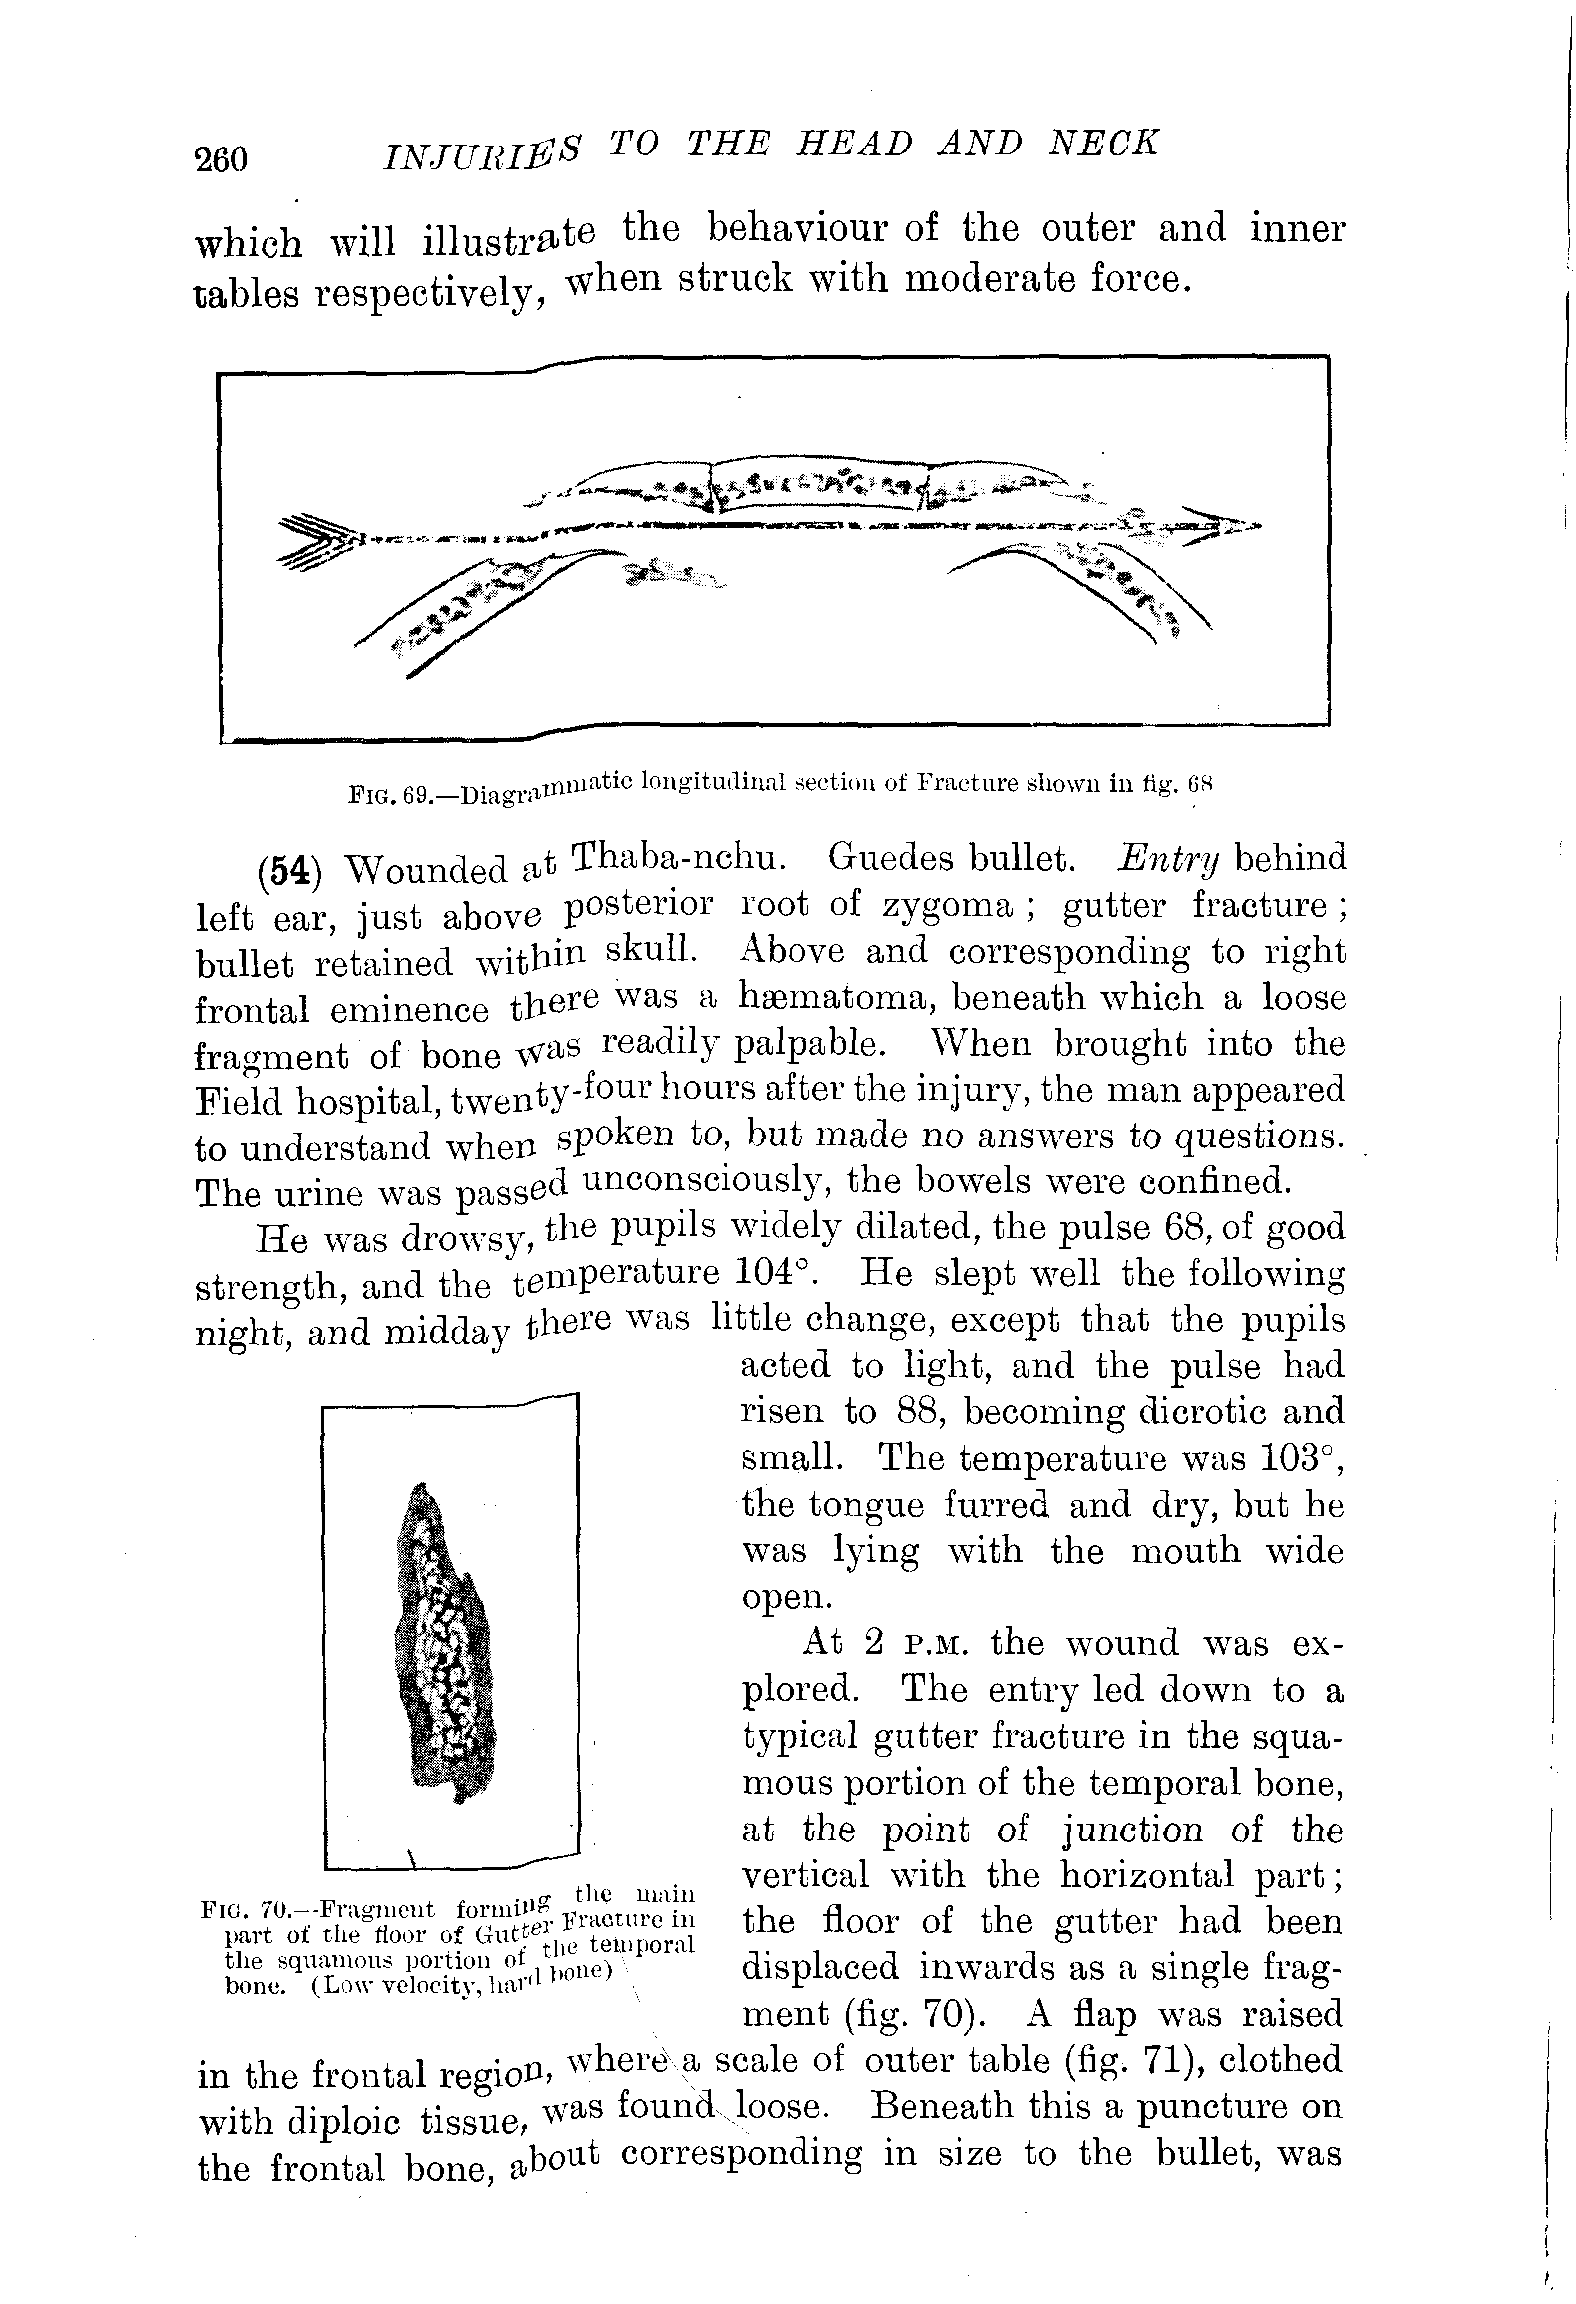 260 INJURIES TO THE HEAD AND NECK
which will illustrate the behaviour of the outer and inner
tables respectively, when struck with moderate force.
FIG. 69.—Diagrammatic longitudinal section of Fracture shown in fig. 68
(54) Wounded at Thaba-nchu. Guedes bullet. Entry behind
left ear, just above posterior root of zygoma ; gutter fracture ;
bullet retained within skull. Above and corresponding to right
frontal eminence there was a hæmatoma, beneath which a loose
fragment of bone was readily palpable. When brought into the
Field hospital, twenty-four hours after the injury, the man appeared
to understand when spoken to, but made no answers to questions.
The urine was passed unconsciously, the bowels were confined.
He was drowsy, the pupils widely dilated, the pulse 68, of good
strength, and the temperature 104°. He slept well the following
night, and midday there was little change, except that the pupils
acted to light, and the pulse had
risen to 88, becoming dicrotic and
small. The temperature was 103°,
the tongue furred and dry, but he
was lying with the mouth wide
open.
At 2 P.M. the wound was ex-
plored. The entry led down to a
typical gutter fracture in the squa-
mous portion of the temporal bone,
at the point of junction of the
vertical with the horizontal part ;
the floor of the gutter had been
displaced inwards as a single frag-
ment (fig. 70). A flap was raised
FIG. 70.—Fragment forming the main
part of the floor of Gutter Fracture in
the squamous portion of the temporal
bone. (Low velocity, hard bone)
in the frontal region, where a scale of outer table (fig. 71), clothed
with diploic tissue, was found loose. Beneath this a puncture on
the frontal bone, about corresponding in size to the bullet, was